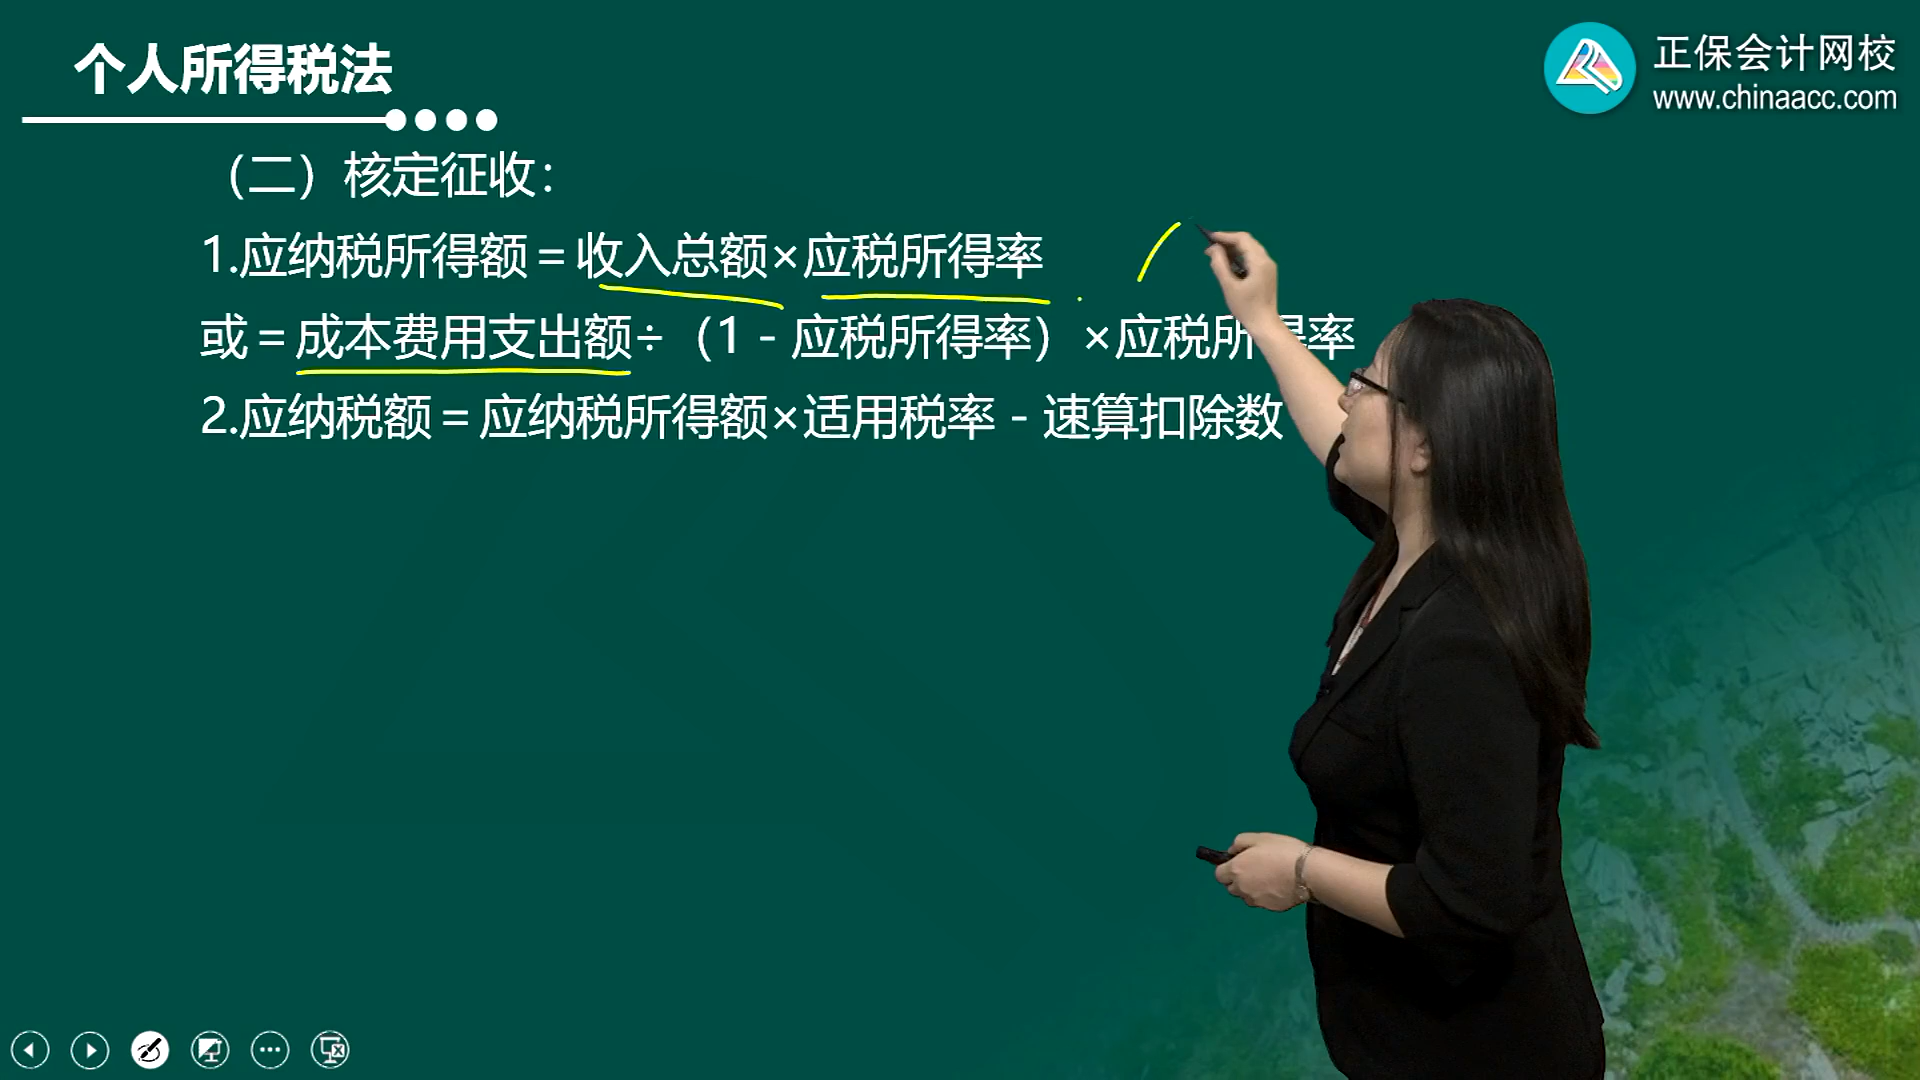 个人所得税法
正保会计网校
www.chinaacc.com
（二）核定征收：
1.应纳税所得额＝收入总额×应税所得率
或＝成本费用支出额÷（1－应税所得率）×应税所得率
2.应纳税额＝应纳税所得额×适用税率－速算扣除数